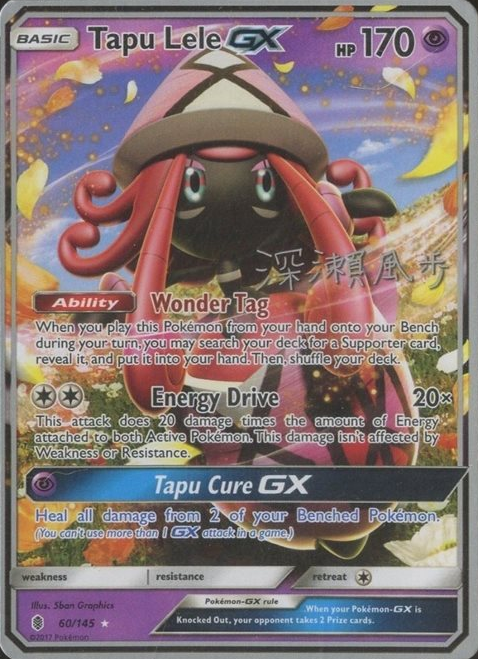 BASIC Tapu Lele GX HP 170
深瀬風歩
Ability Wonder Tag
When you play this Pokémon from your hand onto your Bench
during your turn, you may search your deck for a Supporter card,
reveal it, and put it into your hand. Then, shuffle your deck.
Energy Drive 20×
This attack does 20 damage times the amount of Energy
attached to both Active Pokémon. This damage isn't affected by
Weakness or Resistance.
Tapu Cure GX
Heal all damage from 2 of your Benched Pokémon.
(You can't use more than 1 GX attack in a game.)
weakness resistance retreat
Illus. 5ban Graphics
60/145
©2017 Pokémon
Pokémon-GX rule
When your Pokémon-GX is
Knocked Out, your opponent takes 2 Prize cards.